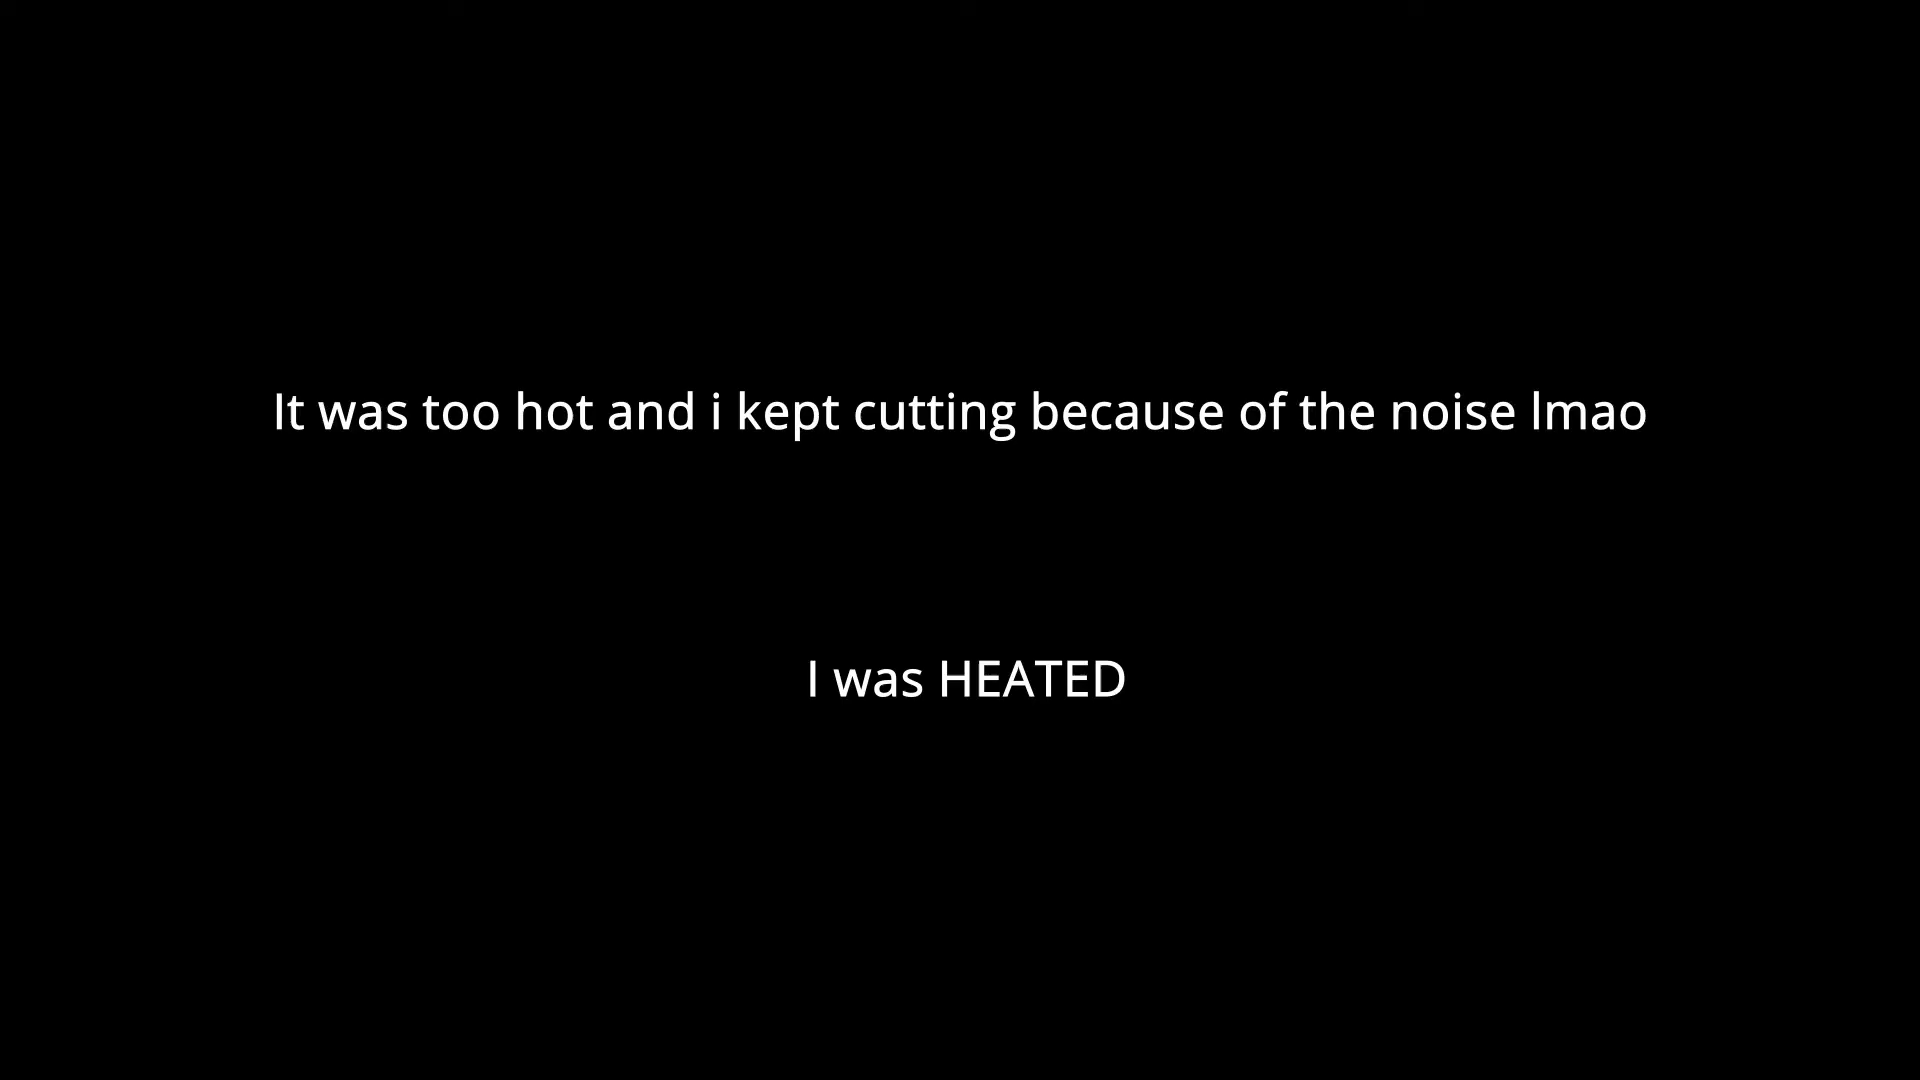 It was too hot and i kept cutting because of the noise lmao
I was HEATED